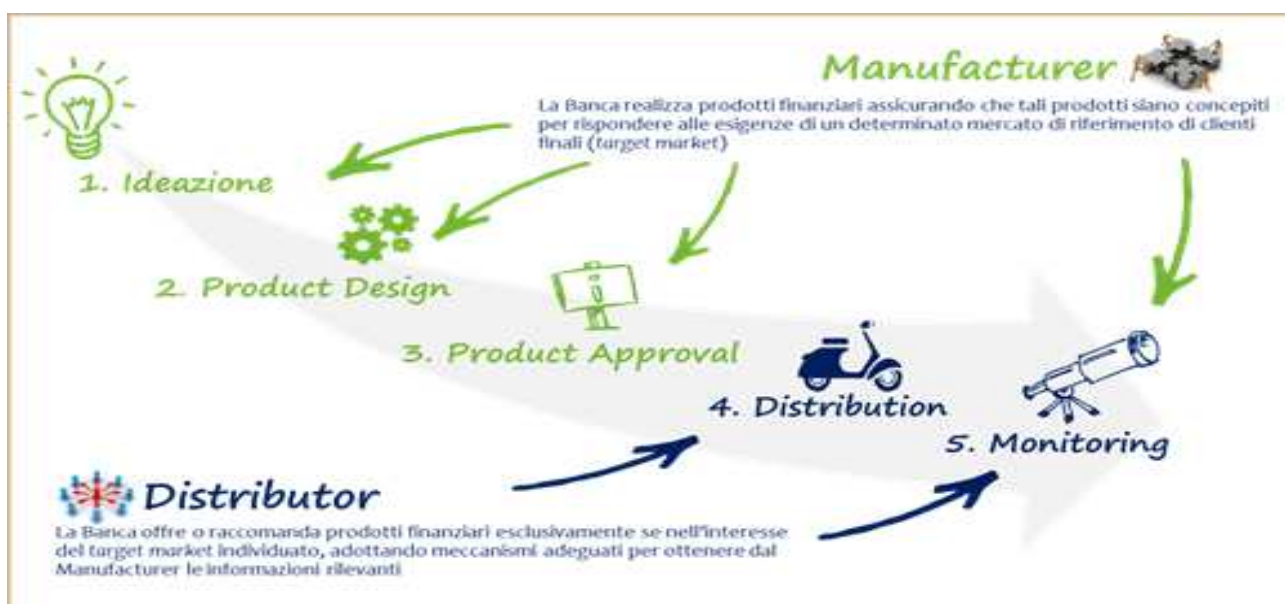 Manufacturer
La Banca realizza prodotti finanziari assicurando che tali prodotti siano concepiti
per rispondere alle esigenze di un determinato mercato di riferimento di clienti
finali (target market)
1. Ideazione
2. Product Design
3. Product Approval
4. Distribution
5. Monitoring
Distributor
La Banca offre o raccomanda prodotti finanziari esclusivamente se nell'interesse
del target market individuato, adottando meccanismi adeguati per ottenere dal
Manufacturer le informazioni rilevanti